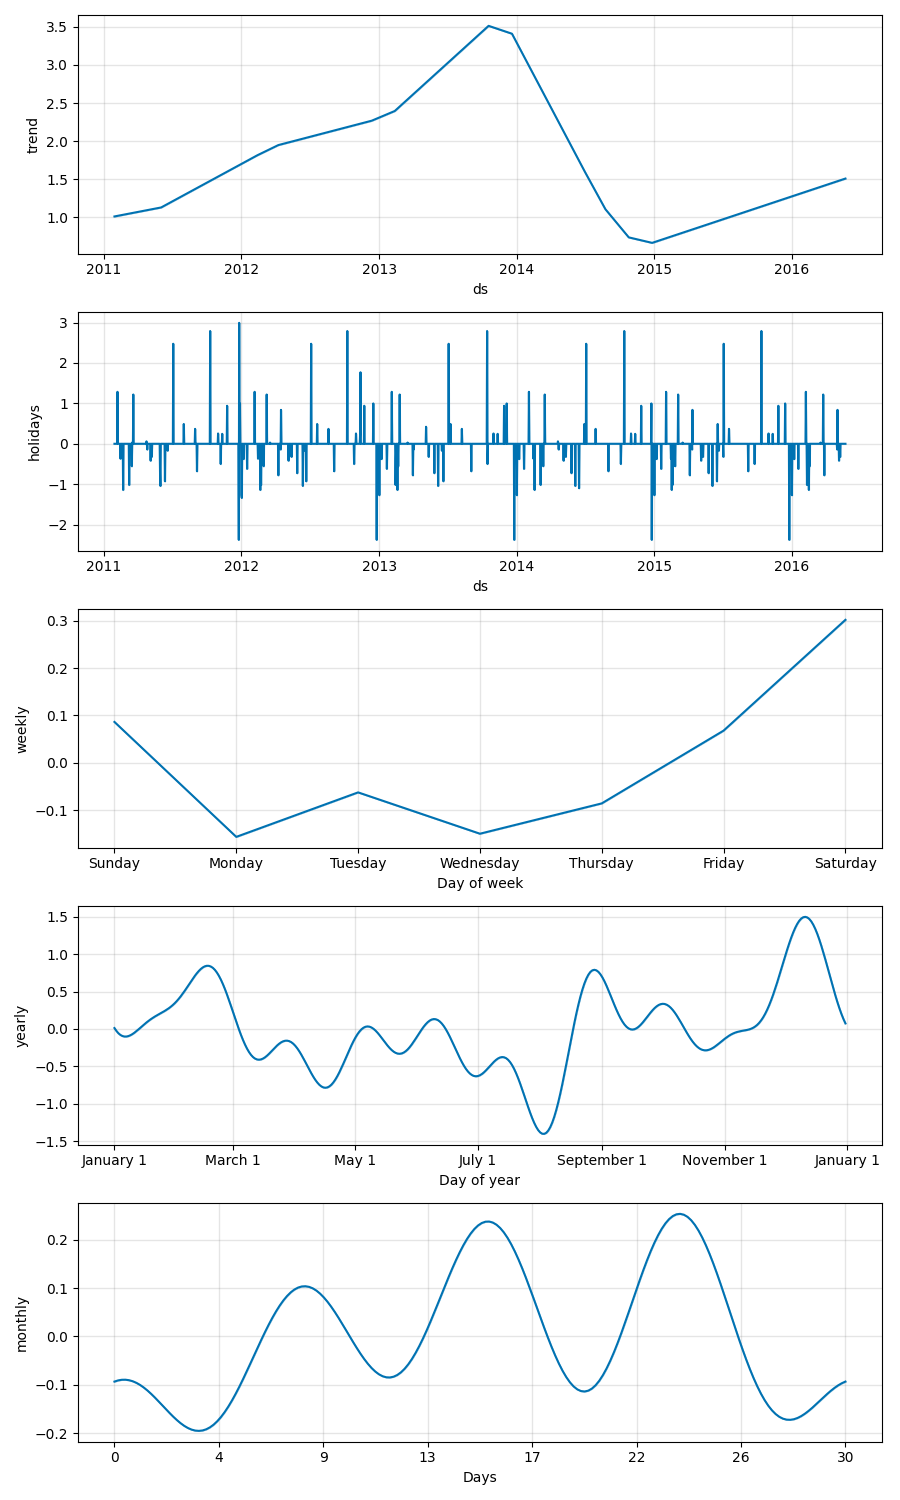 3.5
3.0
2.5
2.0
1.5
1.0
trend
2011 2012 2013 2014 2015 2016
ds
3
2
1
0
−1
−2
holidays
2011 2012 2013 2014 2015 2016
ds
0.3
0.2
0.1
0.0
−0.1
weekly
Sunday Monday Tuesday Wednesday Thursday Friday Saturday
Day of week
1.5
1.0
0.5
0.0
−0.5
−1.0
−1.5
yearly
January 1 March 1 May 1 July 1 September 1 November 1 January 1
Day of year
0.2
0.1
0.0
−0.1
−0.2
monthly
0 4 9 13 17 22 26 30
Days